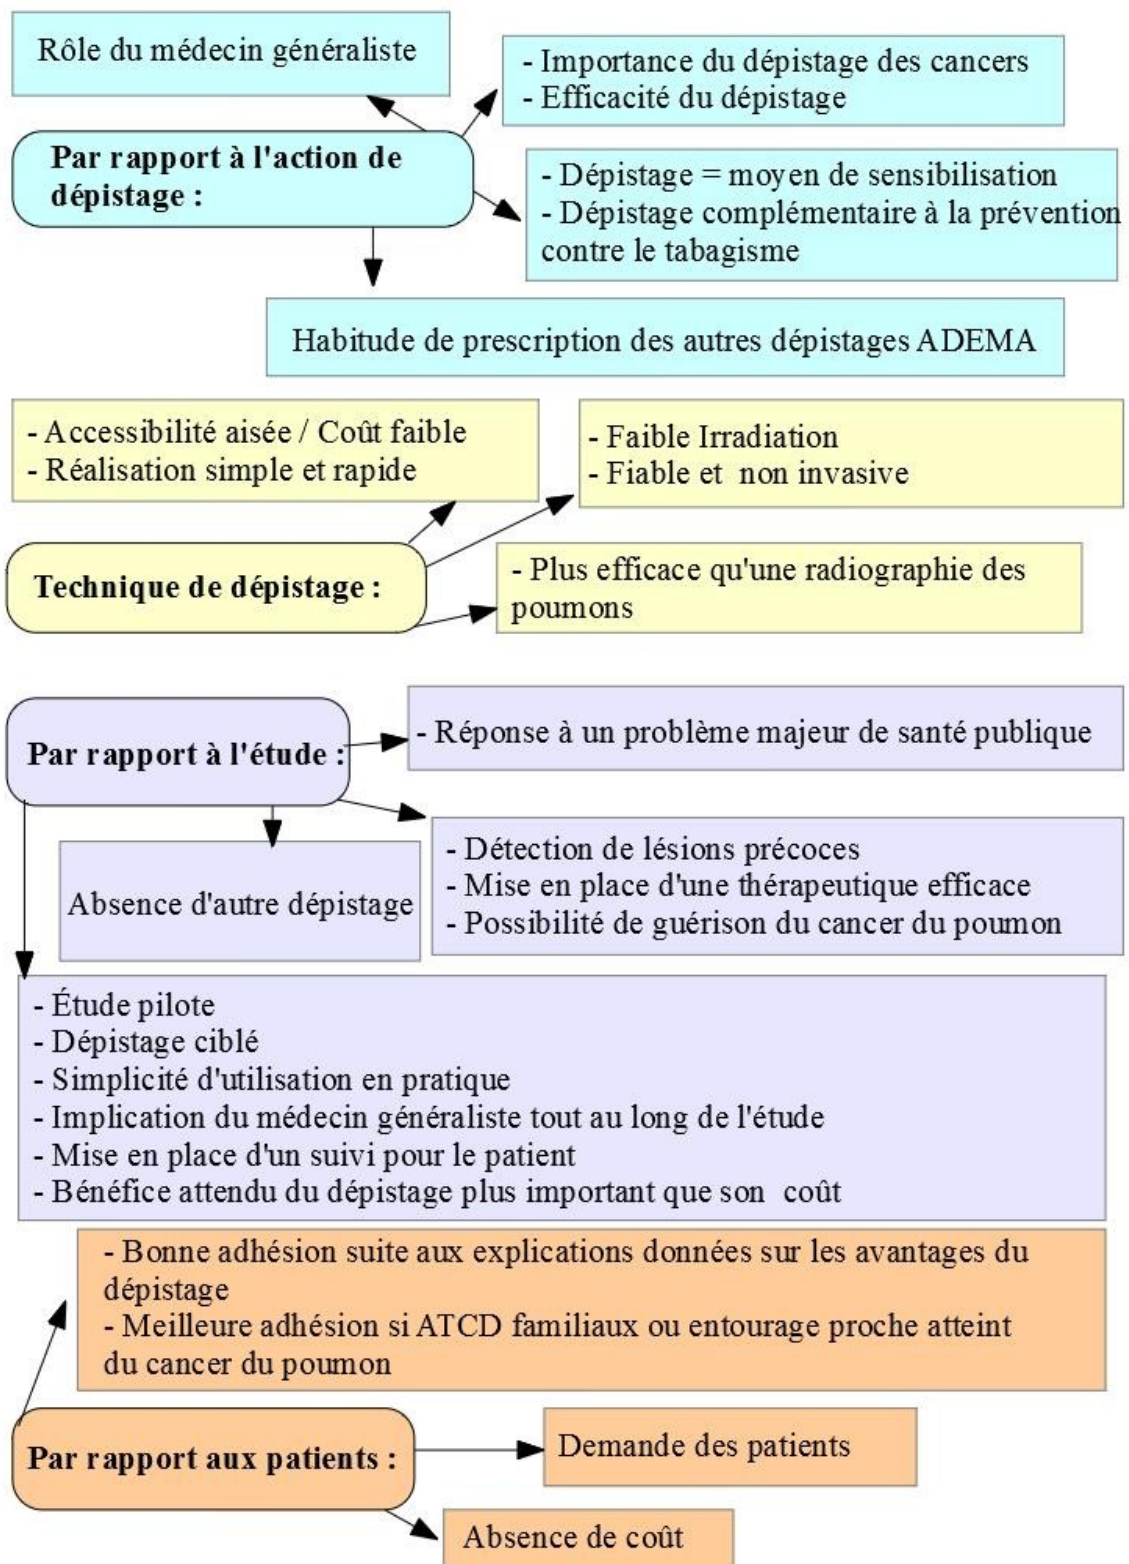 Rôle du médecin généraliste
- Importance du dépistage des cancers
- Efficacité du dépistage
Par rapport à l'action de
dépistage :
- Dépistage = moyen de sensibilisation
- Dépistage complémentaire à la prévention
contre le tabagisme
Habitude de prescription des autres dépistages ADEMA
- Accessibilité aisée / Coût faible
- Réalisation simple et rapide
- Faible Irradiation
- Fiable et non invasive
Technique de dépistage :
- Plus efficace qu'une radiographie des
poumons
Par rapport à l'étude :
- Réponse à un problème majeur de santé publique
Absence d'autre dépistage
- Détection de lésions précoces
- Mise en place d'une thérapeutique efficace
- Possibilité de guérison du cancer du poumon
- Étude pilote
- Dépistage ciblé
- Simplicité d'utilisation en pratique
- Implication du médecin généraliste tout au long de l'étude
- Mise en place d'un suivi pour le patient
- Bénéfice attendu du dépistage plus important que son coût
- Bonne adhésion suite aux explications données sur les avantages du
dépistage
- Meilleure adhésion si ATCD familiaux ou entourage proche atteint
du cancer du poumon
Par rapport aux patients :
Demande des patients
Absence de coût